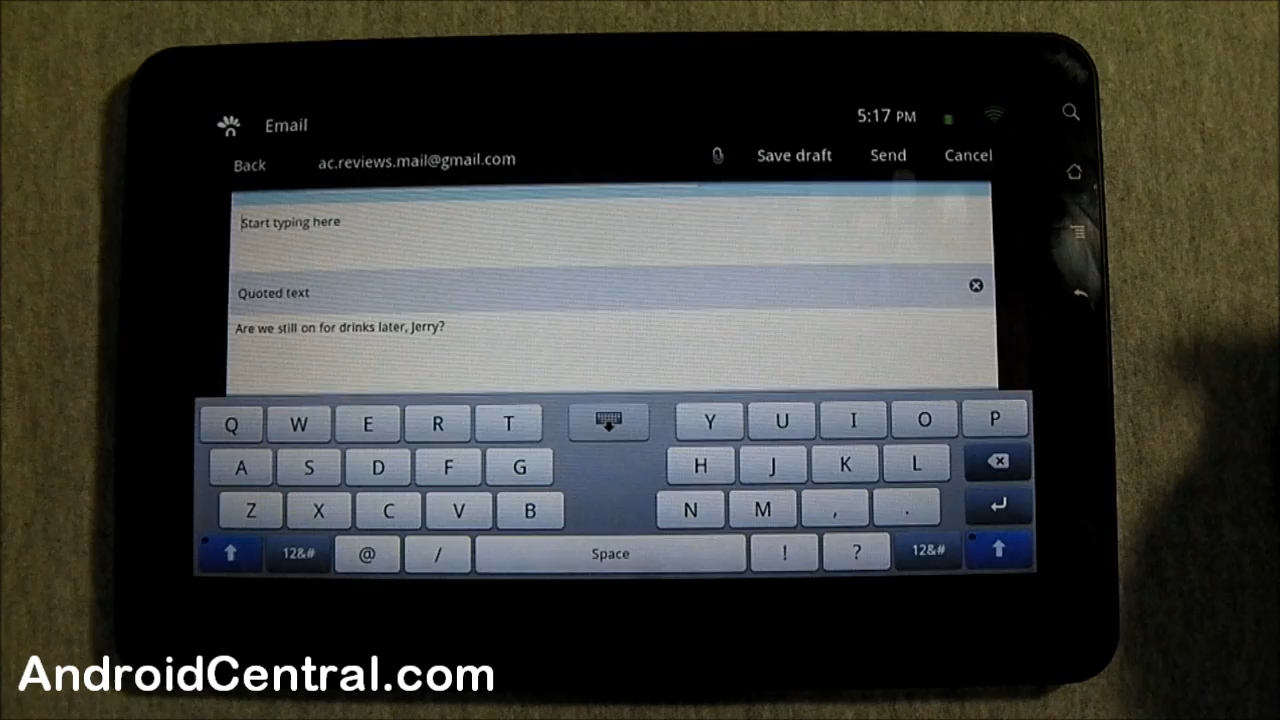 Email
5:17 PM
Back ac.reviews.mail@gmail.com Save draft Send Cancel
Start typing here
Quoted text
Are we still on for drinks later, Jerry?
Q W E R T Y U I O P
A S D F G H J K L
Z X C V B N M , .
12&# @ / Space ! ? 12&#
AndroidCentral.com